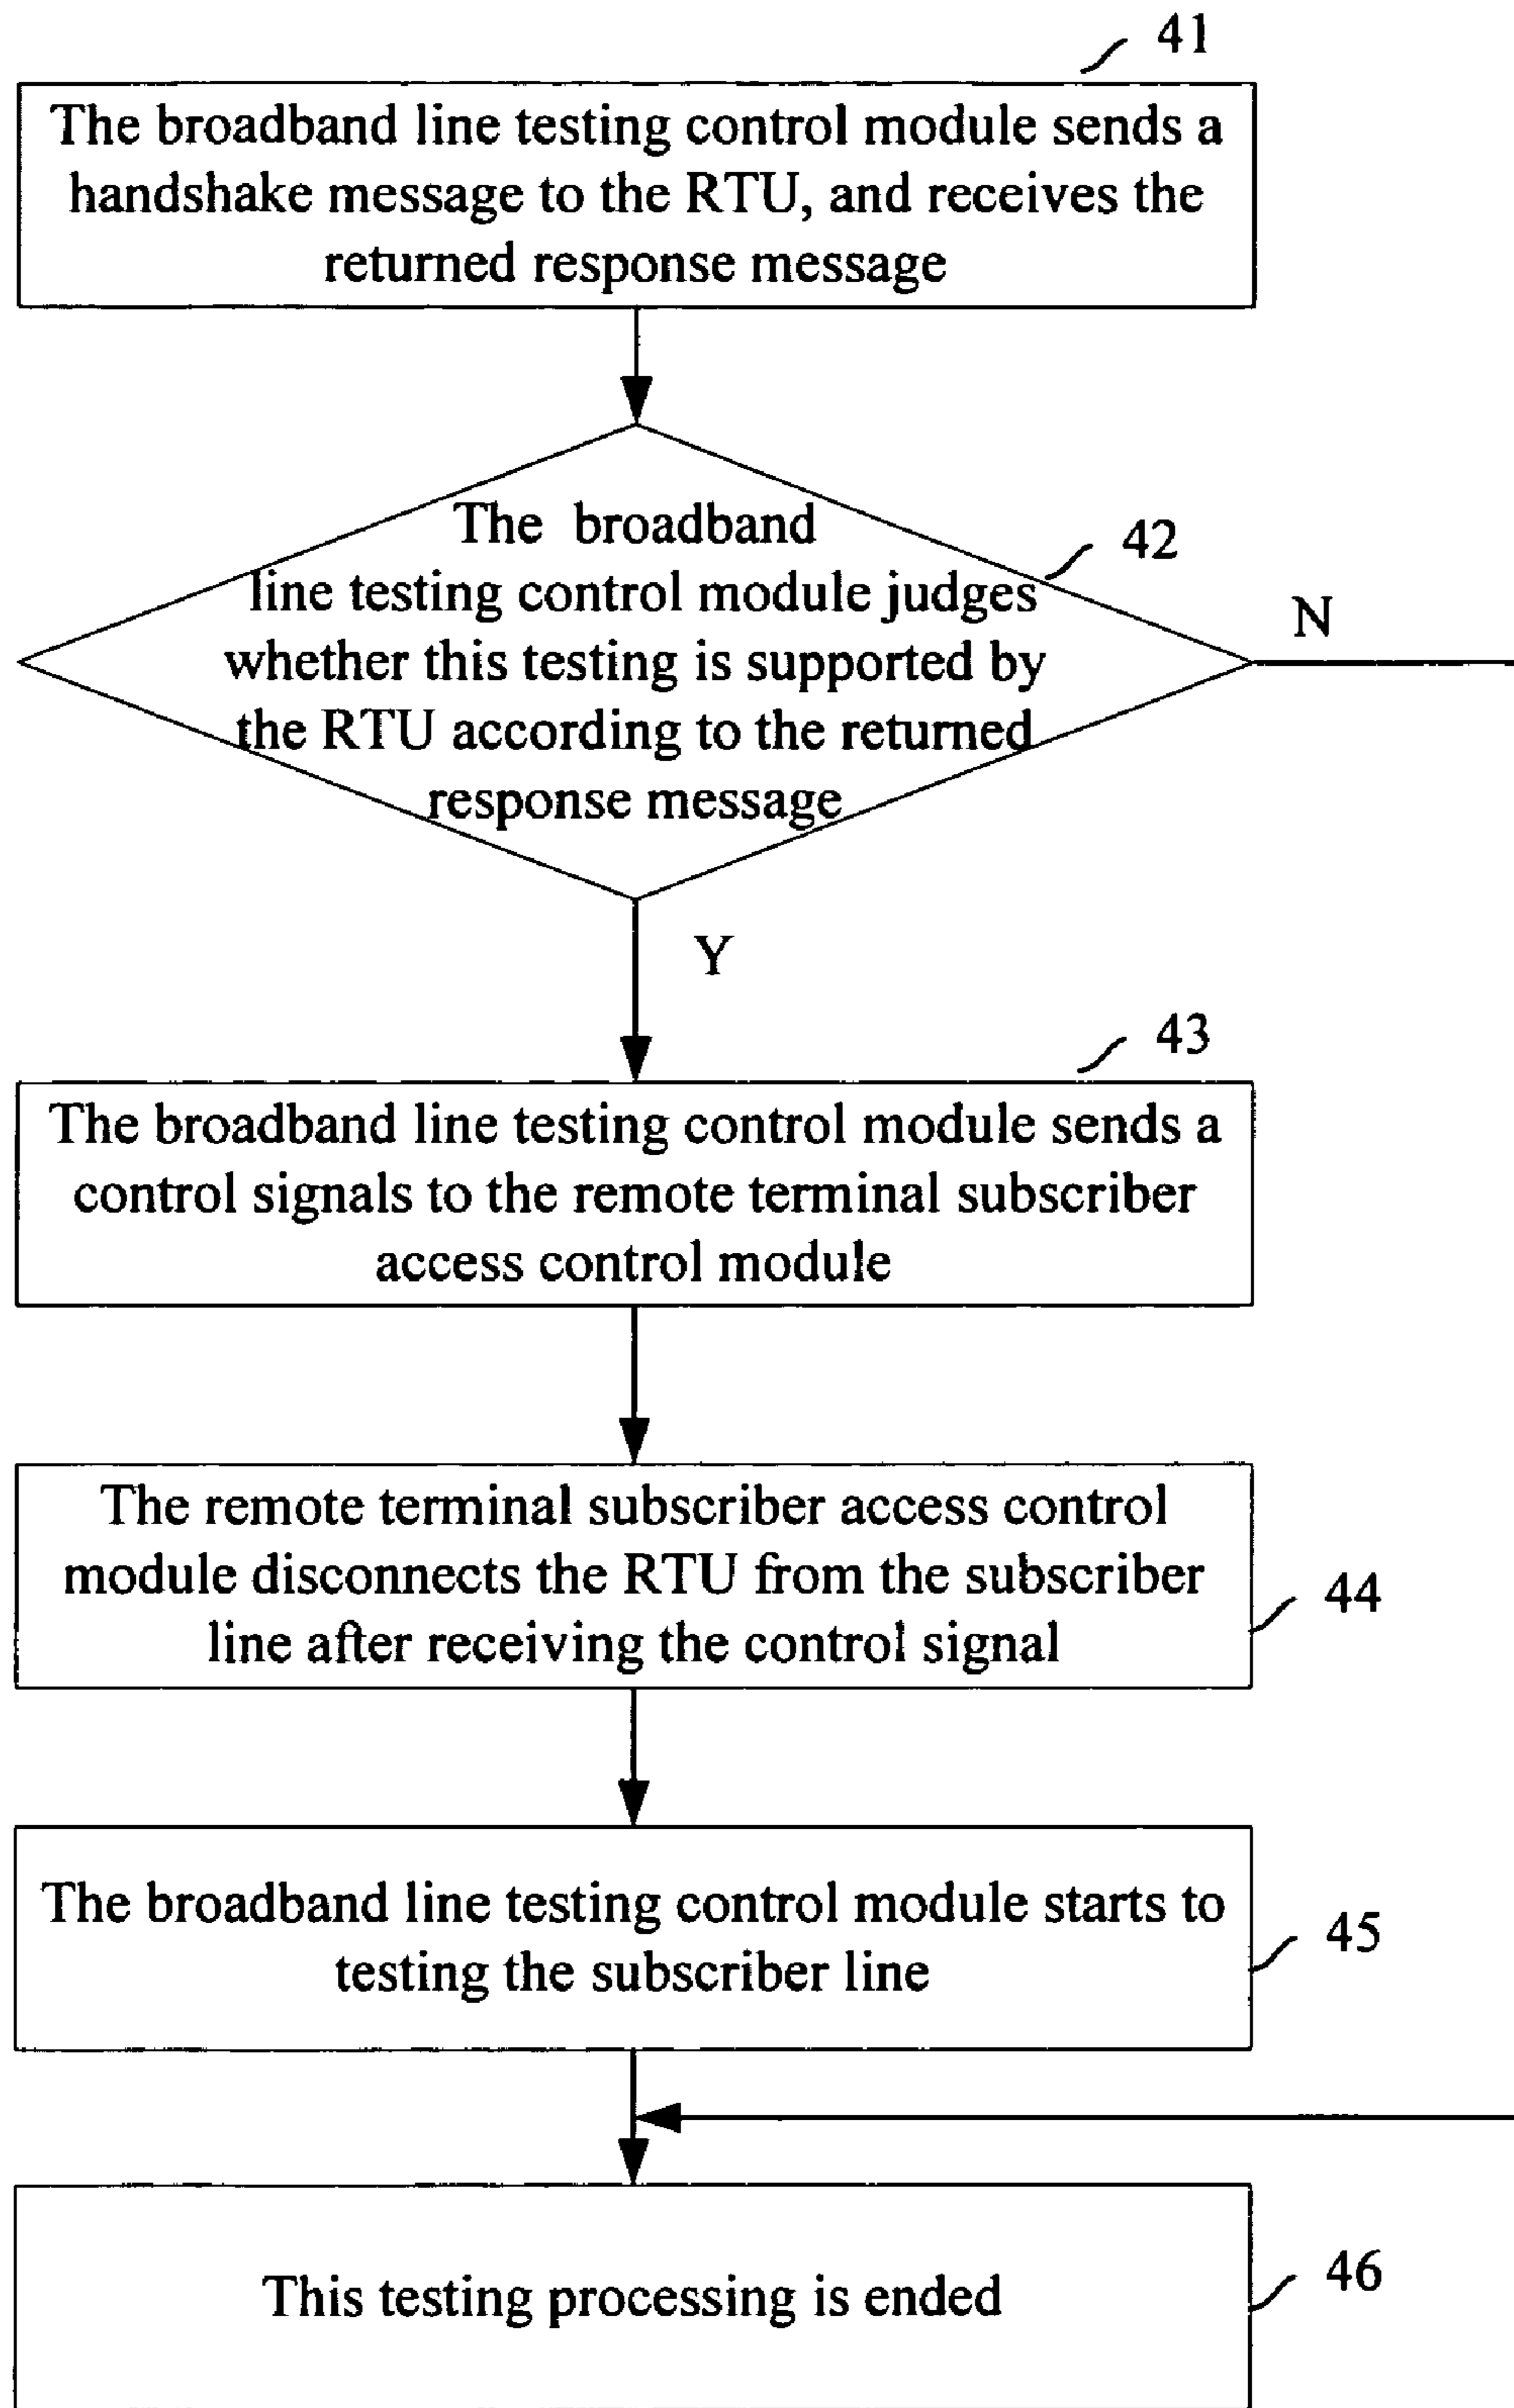 41
The broadband line testing control module sends a
handshake message to the RTU, and receives the
returned response message
The broadband
42
line testing control module judges
N
whether this testing is supported by
the RTU according to the returned
response message
Y
43
The broadband line testing control module sends a
control signals to the remote terminal subscriber
access control module
The remote terminal subscriber access control
module disconnects the RTU from the subscriber
44
line after receiving the control signal
The broadband line testing control module starts to
45
testing the subscriber line
46
This testing processing is ended